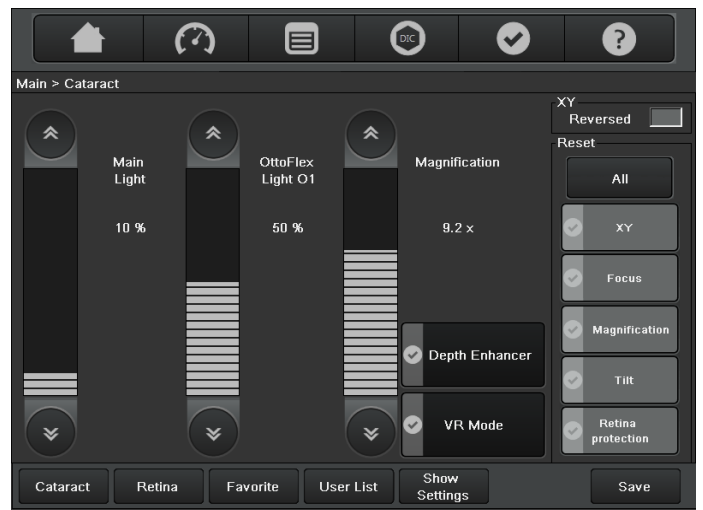 DIC
?
Main > Cataract
XY
Reversed
Reset
Main
Light
OttoFlex
Light O1
Magnification
All
10 %
50 %
9.2 x
XY
Focus
Magnification
Depth Enhancer
Tilt
VR Mode
Retina
protection
Cataract
Retina
Favorite
User List
Show
Settings
Save